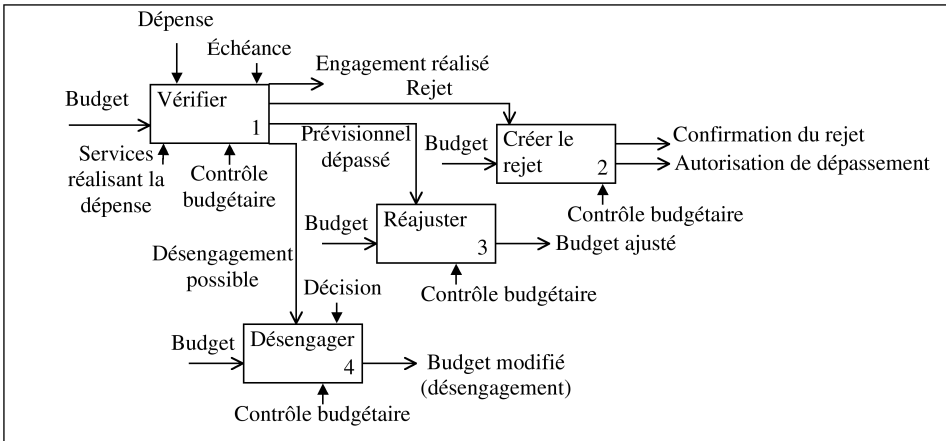 Dépense
Échéance
Engagement réalisé
Rejet
Budget
Vérifier
1
Prévisionnel
dépassé
Services
réalisant la
dépense
Contrôle
budgétaire
Budget
Créer le
rejet
2
Confirmation du rejet
Autorisation de dépassement
Contrôle budgétaire
Budget
Réajuster
3
Budget ajusté
Contrôle budgétaire
Désengagement
possible
Décision
Budget
Désengager
4
Budget modifié
(désengagement)
Contrôle budgétaire